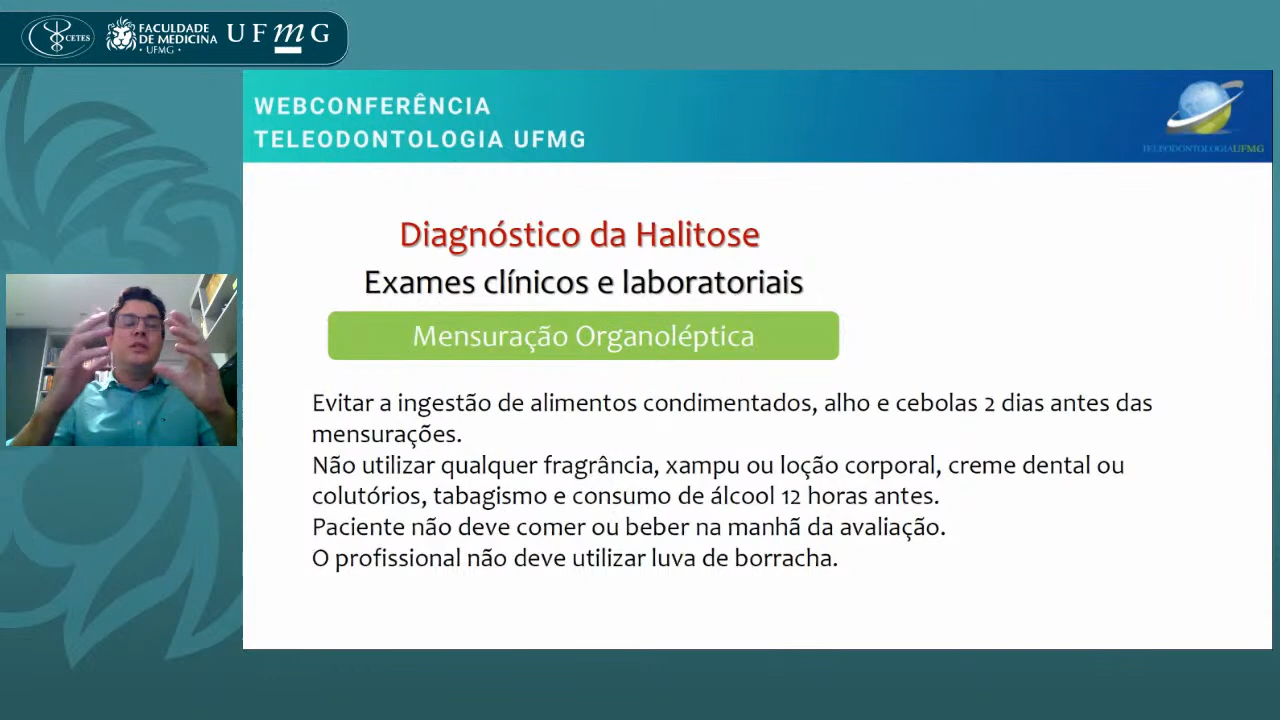 CETES
FACULDADE
DE MEDICINA
• UFMG •
UFmG
WEBCONFERÊNCIA
TELEODONTOLOGIA UFMG
TELEODONTOLOGIAUFMG
Diagnóstico da Halitose
Exames clínicos e laboratoriais
Mensuração Organoléptica
Evitar a ingestão de alimentos condimentados, alho e cebolas 2 dias antes das
mensurações.
Não utilizar qualquer fragrância, xampu ou loção corporal, creme dental ou
colutórios, tabagismo e consumo de álcool 12 horas antes.
Paciente não deve comer ou beber na manhã da avaliação.
O profissional não deve utilizar luva de borracha.